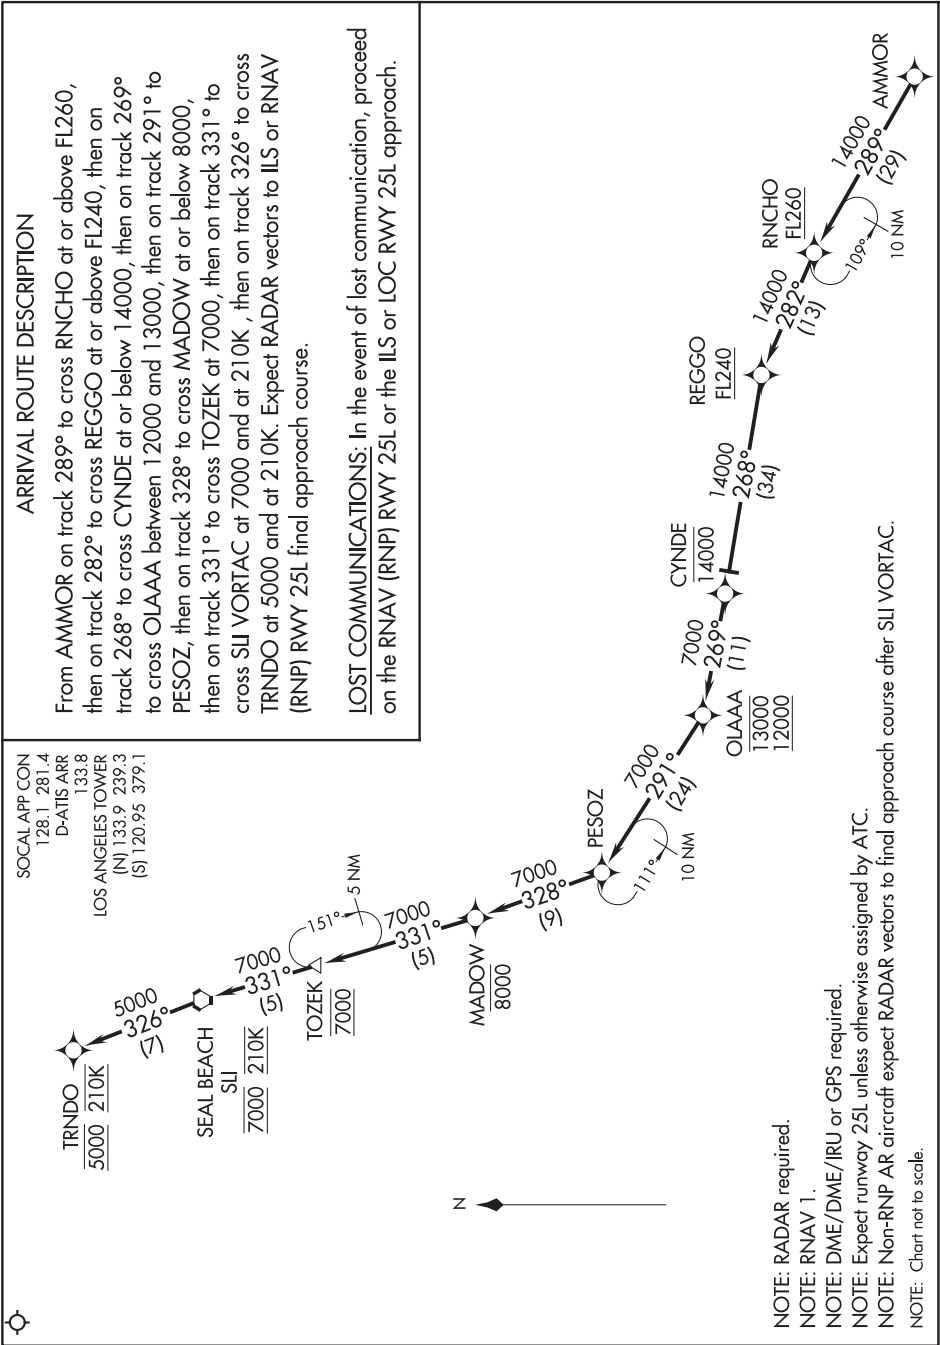 ARRIVAL ROUTE DESCRIPTION
From AMMOR on track 289° to cross RNCHO at or above FL260,
then on track 282° to cross REGGO at or above FL240, then on
track 268° to cross CYNDE at or below 14000, then on track 269°
to cross OLAAA between 12000 and 13000, then on track 291° to
PESOZ, then on track 328° to cross MADOW at or below 8000,
then on track 331° to cross TOZEK at 7000, then on track 331° to
cross SLI VORTAC at 7000 and at 210K , then on track 326° to cross
TRNDO at 5000 and at 210K. Expect RADAR vectors to ILS or RNAV
(RNP) RWY 25L final approach course.
LOST COMMUNICATIONS: In the event of lost communication, proceed
on the RNAV (RNP) RWY 25L or the ILS or LOC RWY 25L approach.
SOCAL APP CON
128.1 281.4
D-ATIS ARR
133.8
LOS ANGELES TOWER
(N) 133.9 239.3
(S) 120.95 379.1
TRNDO
5000 210K
5000
326°
(7)
SEAL BEACH
SLI
7000 210K
7000
331°
(5)
TOZEK
7000
151°
5 NM
7000
331°
(5)
MADOW
8000
7000
328°
(9)
PESOZ
111°
10 NM
7000
291°
(24)
OLAAA
13000
12000
7000
269°
(11)
CYNDE
14000
14000
268°
(34)
REGGO
FL240
14000
282°
(13)
RNCHO
FL260
109°
10 NM
14000
289°
(29)
AMMOR
N
NOTE: RADAR required.
NOTE: RNAV 1.
NOTE: DME/DME/IRU or GPS required.
NOTE: Expect runway 25L unless otherwise assigned by ATC.
NOTE: Non-RNP AR aircraft expect RADAR vectors to final approach course after SLI VORTAC.
NOTE: Chart not to scale.